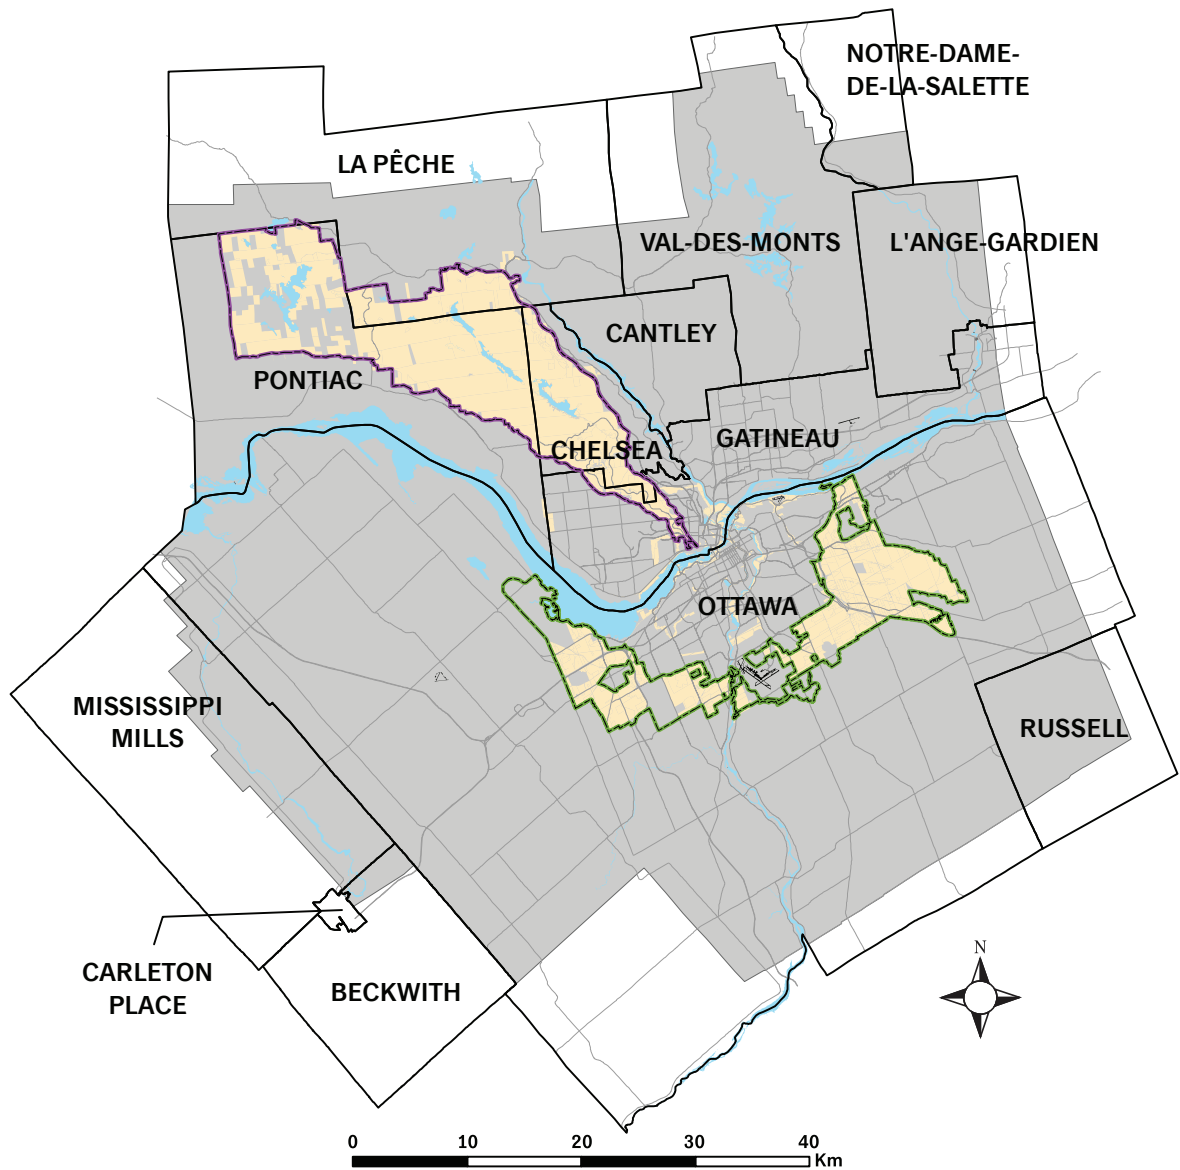 NOTRE-DAME-
DE-LA-SALETTE
LA PÊCHE
VAL-DES-MONTS
L'ANGE-GARDIEN
CANTLEY
PONTIAC
CHELSEA
GATINEAU
OTTAWA
MISSISSIPPI
MILLS
RUSSELL
CARLETON
PLACE
BECKWITH
N
0 10 20 30 40
Km